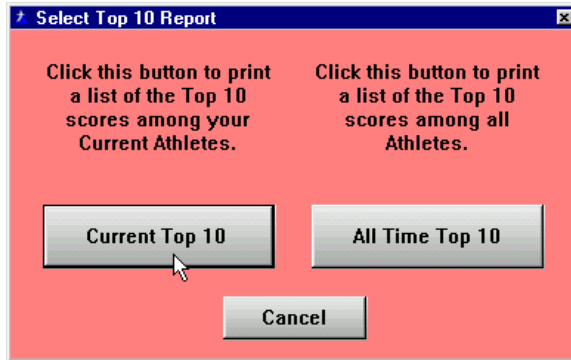 Select Top 10 Report
Click this button to print
a list of the Top 10
scores among your
Current Athletes.
Click this button to print
a list of the Top 10
scores among all
Athletes.
Current Top 10
All Time Top 10
Cancel